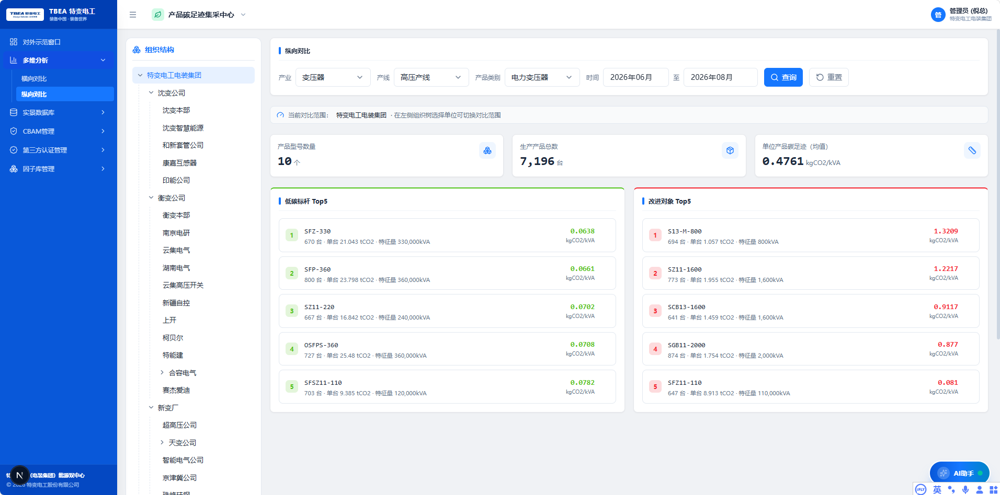 TBEA 特变电工
TBEA 特变电工
装备中国 · 装备世界
对外示范窗口
多维分析
横向对比
纵向对比
实景数据库
CBAM管理
第三方认证管理
因子库管理
(电装集团) 能源双中心
© 2026 特变电工股份有限公司
N
产品碳足迹集采中心
管
管理员 (倪总)
特变电工电装集团
组织结构
特变电工电装集团
沈变公司
沈变本部
沈变智慧能源
和新套管公司
康嘉互感器
印能公司
衡变公司
衡变本部
南京电研
云集电气
湖南电气
云集高压开关
新疆自控
上开
柯贝尔
特能建
合容电气
赛杰爱迪
新变厂
超高压公司
天变公司
智能电气公司
京津冀公司
纵向对比
产业 变压器 产线 高压产线 产品类别 电力变压器 时间 2026年06月 至 2026年08月 查询 重置
当前对比范围： 特变电工电装集团 · 在左侧组织树选择单位可切换对比范围
产品型号数量
10 个
生产产品总数
7,196 台
单位产品碳足迹（均值）
0.4761 kgCO2/kVA
低碳标杆 Top5
1 SFZ-330 0.0638
670 台 · 单台 21.043 tCO2 · 特征量 330,000kVA kgCO2/kVA
2 SFP-360 0.0661
800 台 · 单台 23.798 tCO2 · 特征量 360,000kVA kgCO2/kVA
3 SZ11-220 0.0702
667 台 · 单台 16.842 tCO2 · 特征量 240,000kVA kgCO2/kVA
4 OSFPS-360 0.0708
727 台 · 单台 25.48 tCO2 · 特征量 360,000kVA kgCO2/kVA
5 SFSZ11-110 0.0782
703 台 · 单台 9.385 tCO2 · 特征量 120,000kVA kgCO2/kVA
改进对象 Top5
1 S13-M-800 1.3209
694 台 · 单台 1.057 tCO2 · 特征量 800kVA kgCO2/kVA
2 SZ11-1600 1.2217
773 台 · 单台 1.955 tCO2 · 特征量 1,600kVA kgCO2/kVA
3 SCB13-1600 0.9117
641 台 · 单台 1.459 tCO2 · 特征量 1,600kVA kgCO2/kVA
4 SGB11-2000 0.877
874 台 · 单台 1.754 tCO2 · 特征量 2,000kVA kgCO2/kVA
5 SFZ11-110 0.081
647 台 · 单台 8.913 tCO2 · 特征量 110,000kVA kgCO2/kVA
AI助手
iFLY 英